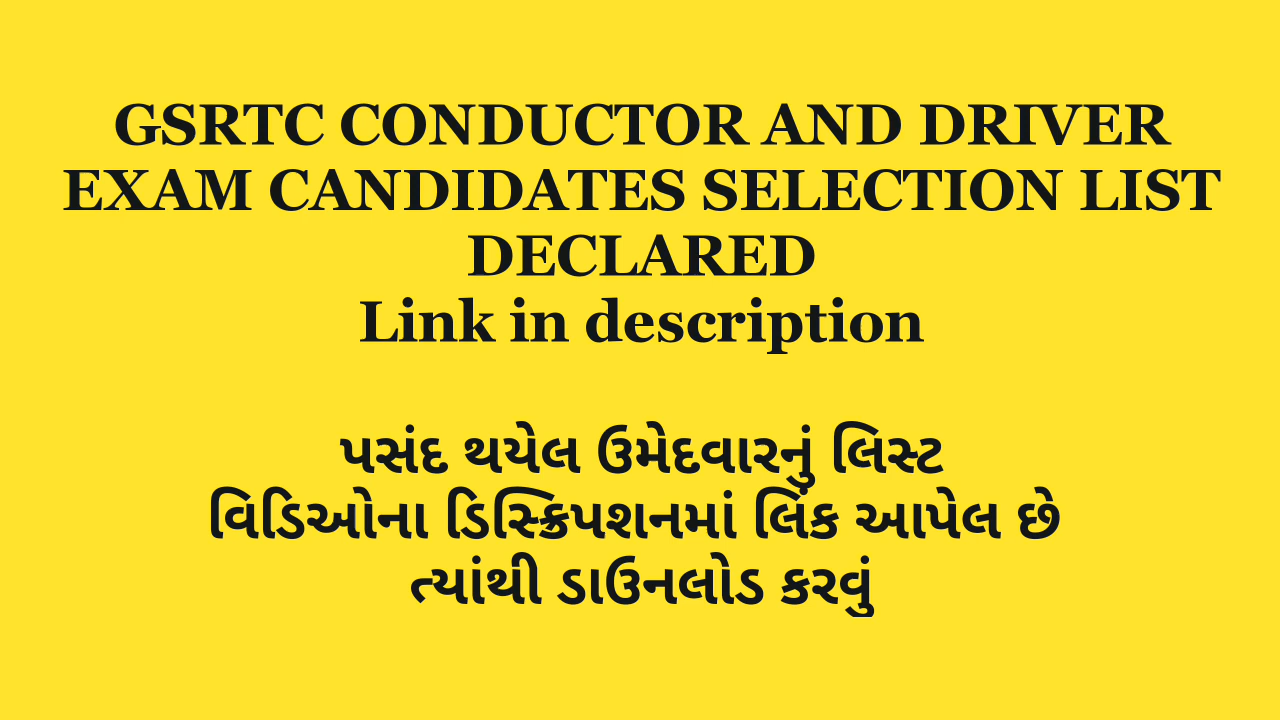 GSRTC CONDUCTOR AND DRIVER
EXAM CANDIDATES SELECTION LIST
DECLARED
Link in description
પસંદ થયેલ ઉમેદવારનું લિસ્ટ
વિડિઓના ડિસ્ક્રિપશનમાં લિંક આપેલ છે
ત્યાંથી ડાઉનલોડ કરવું